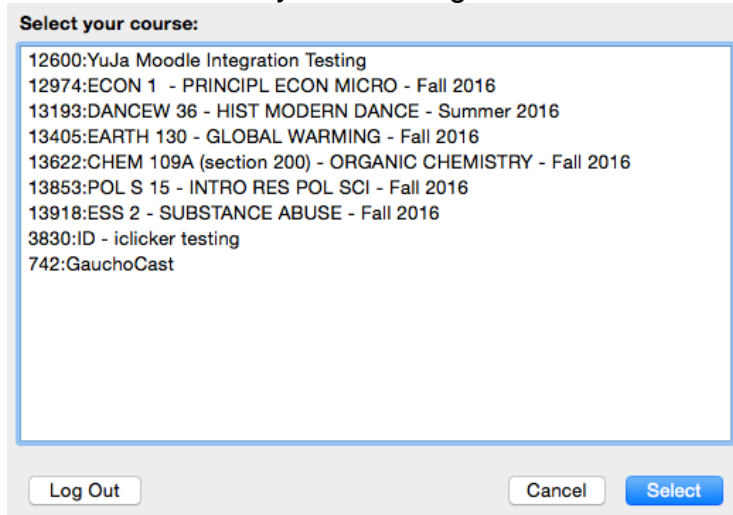 Select your course:
12600:YuJa Moodle Integration Testing
12974:ECON 1  - PRINCIPL ECON MICRO - Fall 2016
13193:DANCEW 36 - HIST MODERN DANCE - Summer 2016
13405:EARTH 130 - GLOBAL WARMING - Fall 2016
13622:CHEM 109A (section 200) - ORGANIC CHEMISTRY - Fall 2016
13853:POL S 15 - INTRO RES POL SCI - Fall 2016
13918:ESS 2 - SUBSTANCE ABUSE - Fall 2016
3830:ID - iclicker testing
742:GauchoCast
Log Out Cancel Select